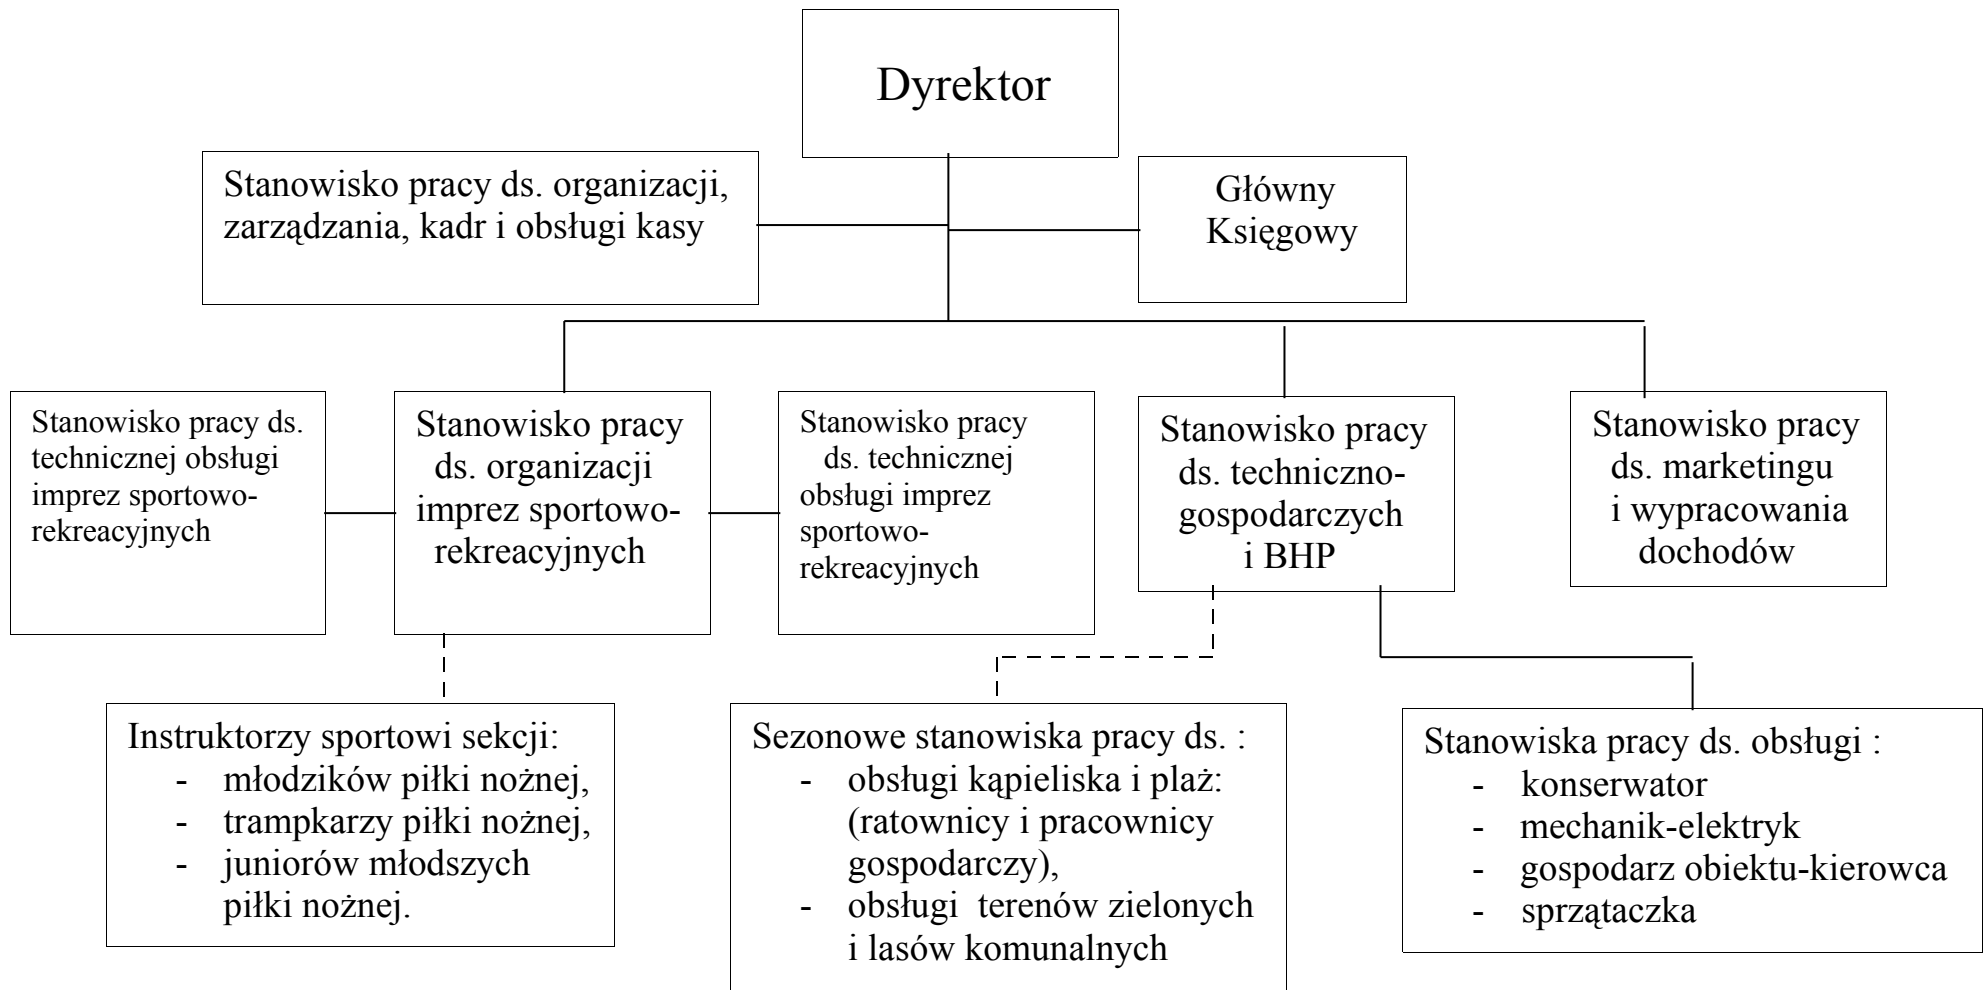 Dyrektor
Stanowisko pracy ds. organizacji,
zarządzania, kadr i obsługi kasy
Główny
Księgowy
Stanowisko pracy ds.
technicznej obsługi
imprez sportowo-
rekreacyjnych
Stanowisko pracy
ds. organizacji
imprez sportowo-
rekreacyjnych
Stanowisko pracy
ds. technicznej
obsługi imprez
sportowo-
rekreacyjnych
Stanowisko pracy
ds. techniczno-
gospodarczych
i BHP
Stanowisko pracy
ds. marketingu
i wypracowania
dochodów
Instruktorzy sportowi sekcji:
- młodzików piłki nożnej,
- trampkarzy piłki nożnej,
- juniorów młodszych
piłki nożnej.
Sezonowe stanowiska pracy ds. :
- obsługi kąpieliska i plaż:
(ratownicy i pracownicy
gospodarczy),
- obsługi terenów zielonych
i lasów komunalnych
Stanowiska pracy ds. obsługi :
- konserwator
- mechanik-elektryk
- gospodarz obiektu-kierowca
- sprzątaczka